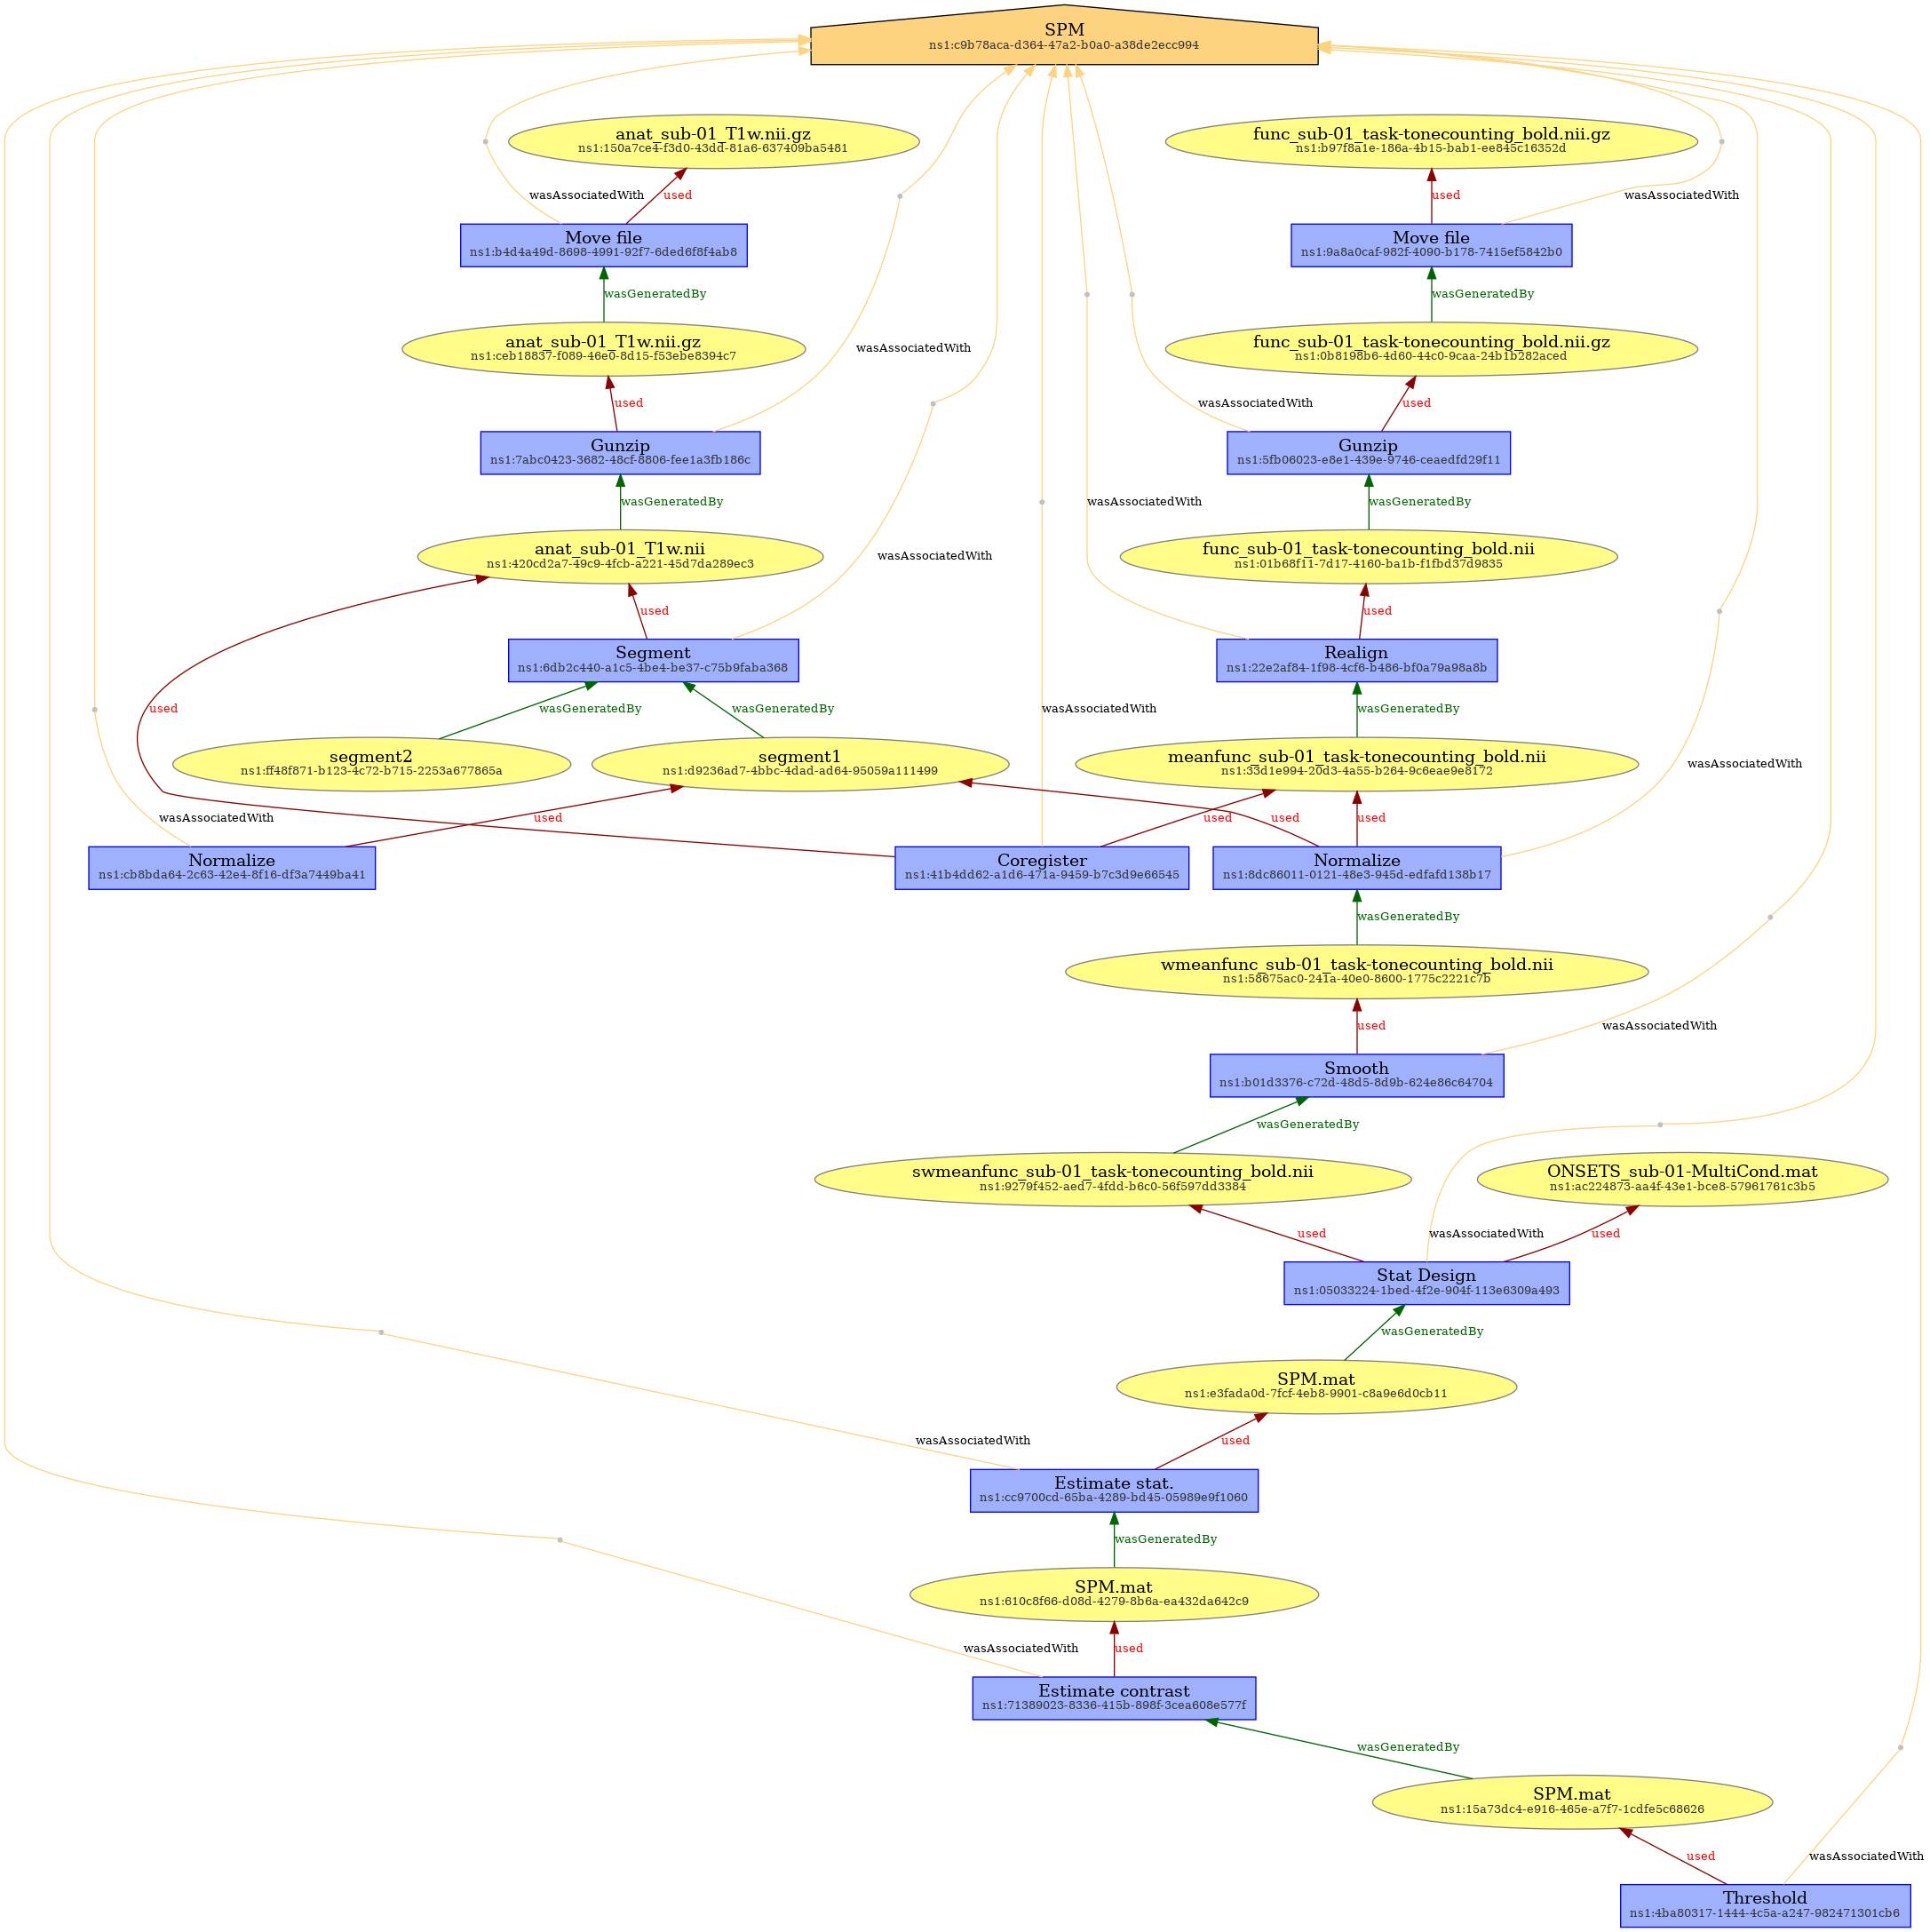 SPM
ns1:c9b78aca-d364-47a2-b0a0-a38de2ecc994
anat_sub-01_T1w.nii.gz
ns1:150a7ce4-f3d0-43dd-81a6-637409ba5481
func_sub-01_task-tonecounting_bold.nii.gz
ns1:b97f8a1e-186a-4b15-bab1-ee845c16352d
wasAssociatedWith
used
used
wasAssociatedWith
Move file
ns1:b4d4a49d-8698-4991-92f7-6ded6f8f4ab8
Move file
ns1:9a8a0caf-982f-4090-b178-7415ef5842b0
wasGeneratedBy
wasGeneratedBy
anat_sub-01_T1w.nii.gz
ns1:ceb18837-f089-46e0-8d15-f53ebe8394c7
wasAssociatedWith
func_sub-01_task-tonecounting_bold.nii.gz
ns1:0b8198b6-4d60-44c0-9caa-24b1b282aced
used
wasAssociatedWith
used
Gunzip
ns1:7abc0423-3682-48cf-8806-fee1a3fb186c
Gunzip
ns1:5fb06023-e8e1-439e-9746-ceaedfd29f11
wasGeneratedBy
wasAssociatedWith
wasGeneratedBy
anat_sub-01_T1w.nii
ns1:420cd2a7-49c9-4fcb-a221-45d7da289ec3
wasAssociatedWith
func_sub-01_task-tonecounting_bold.nii
ns1:01b68f11-7d17-4160-ba1b-f1fbd37d9835
used
used
Segment
ns1:6db2c440-a1c5-4be4-be37-c75b9faba368
Realign
ns1:22e2af84-1f98-4cf6-b486-bf0a79a98a8b
used
wasGeneratedBy
wasGeneratedBy
wasAssociatedWith
wasGeneratedBy
segment2
ns1:ff48f871-b123-4c72-b715-2253a677865a
segment1
ns1:d9236ad7-4bbc-4dad-ad64-95059a111499
meanfunc_sub-01_task-tonecounting_bold.nii
ns1:33d1e994-20d3-4a55-b264-9c6eae9e8172
wasAssociatedWith
wasAssociatedWith
used
used
used
used
Normalize
ns1:cb8bda64-2c63-42e4-8f16-df3a7449ba41
Coregister
ns1:41b4dd62-a1d6-471a-9459-b7c3d9e66545
Normalize
ns1:8dc86011-0121-48e3-945d-edfafd138b17
wasGeneratedBy
wmeanfunc_sub-01_task-tonecounting_bold.nii
ns1:58675ac0-241a-40e0-8600-1775c2221c7b
used
wasAssociatedWith
Smooth
ns1:b01d3376-c72d-48d5-8d9b-624e86c64704
wasGeneratedBy
swmeanfunc_sub-01_task-tonecounting_bold.nii
ns1:9279f452-aed7-4fdd-b6c0-56f597dd3384
ONSETS_sub-01-MultiCond.mat
ns1:ac224873-aa4f-43e1-bce8-57961761c3b5
used
wasAssociatedWith
used
Stat Design
ns1:05033224-1bed-4f2e-904f-113e6309a493
wasGeneratedBy
SPM.mat
ns1:e3fada0d-7fcf-4eb8-9901-c8a9e6d0cb11
wasAssociatedWith
used
Estimate stat.
ns1:cc9700cd-65ba-4289-bd45-05989e9f1060
wasGeneratedBy
SPM.mat
ns1:610c8f66-d08d-4279-8b6a-ea432da642c9
wasAssociatedWith
used
Estimate contrast
ns1:71389023-8336-415b-898f-3cea608e577f
wasGeneratedBy
SPM.mat
ns1:15a73dc4-e916-465e-a7f7-1cdfe5c68626
used
wasAssociatedWith
Threshold
ns1:4ba80317-1444-4c5a-a247-982471301cb6